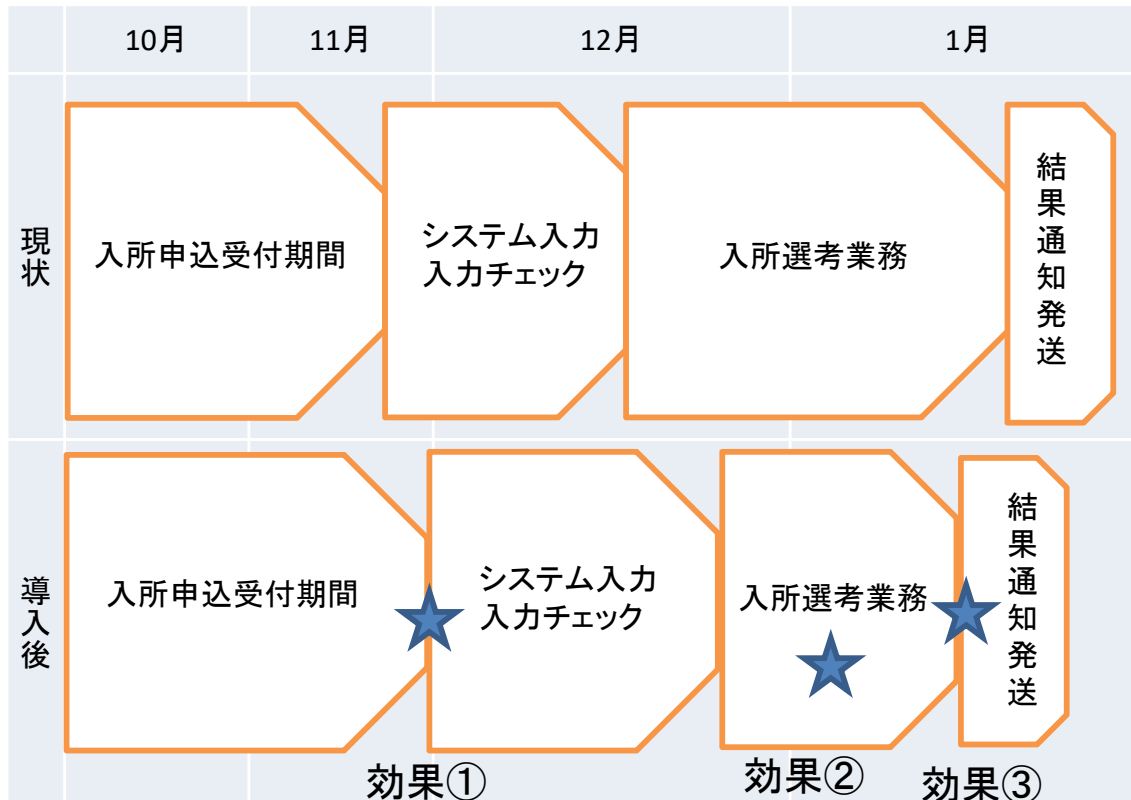 10月
11月
12月
1月
現状
入所申込受付期間
システム入力
入力チェック
入所選考業務
結果通知発送
導入後
入所申込受付期間
システム入力
入力チェック
入所選考業務
結果通知発送
効果①
効果②
効果③